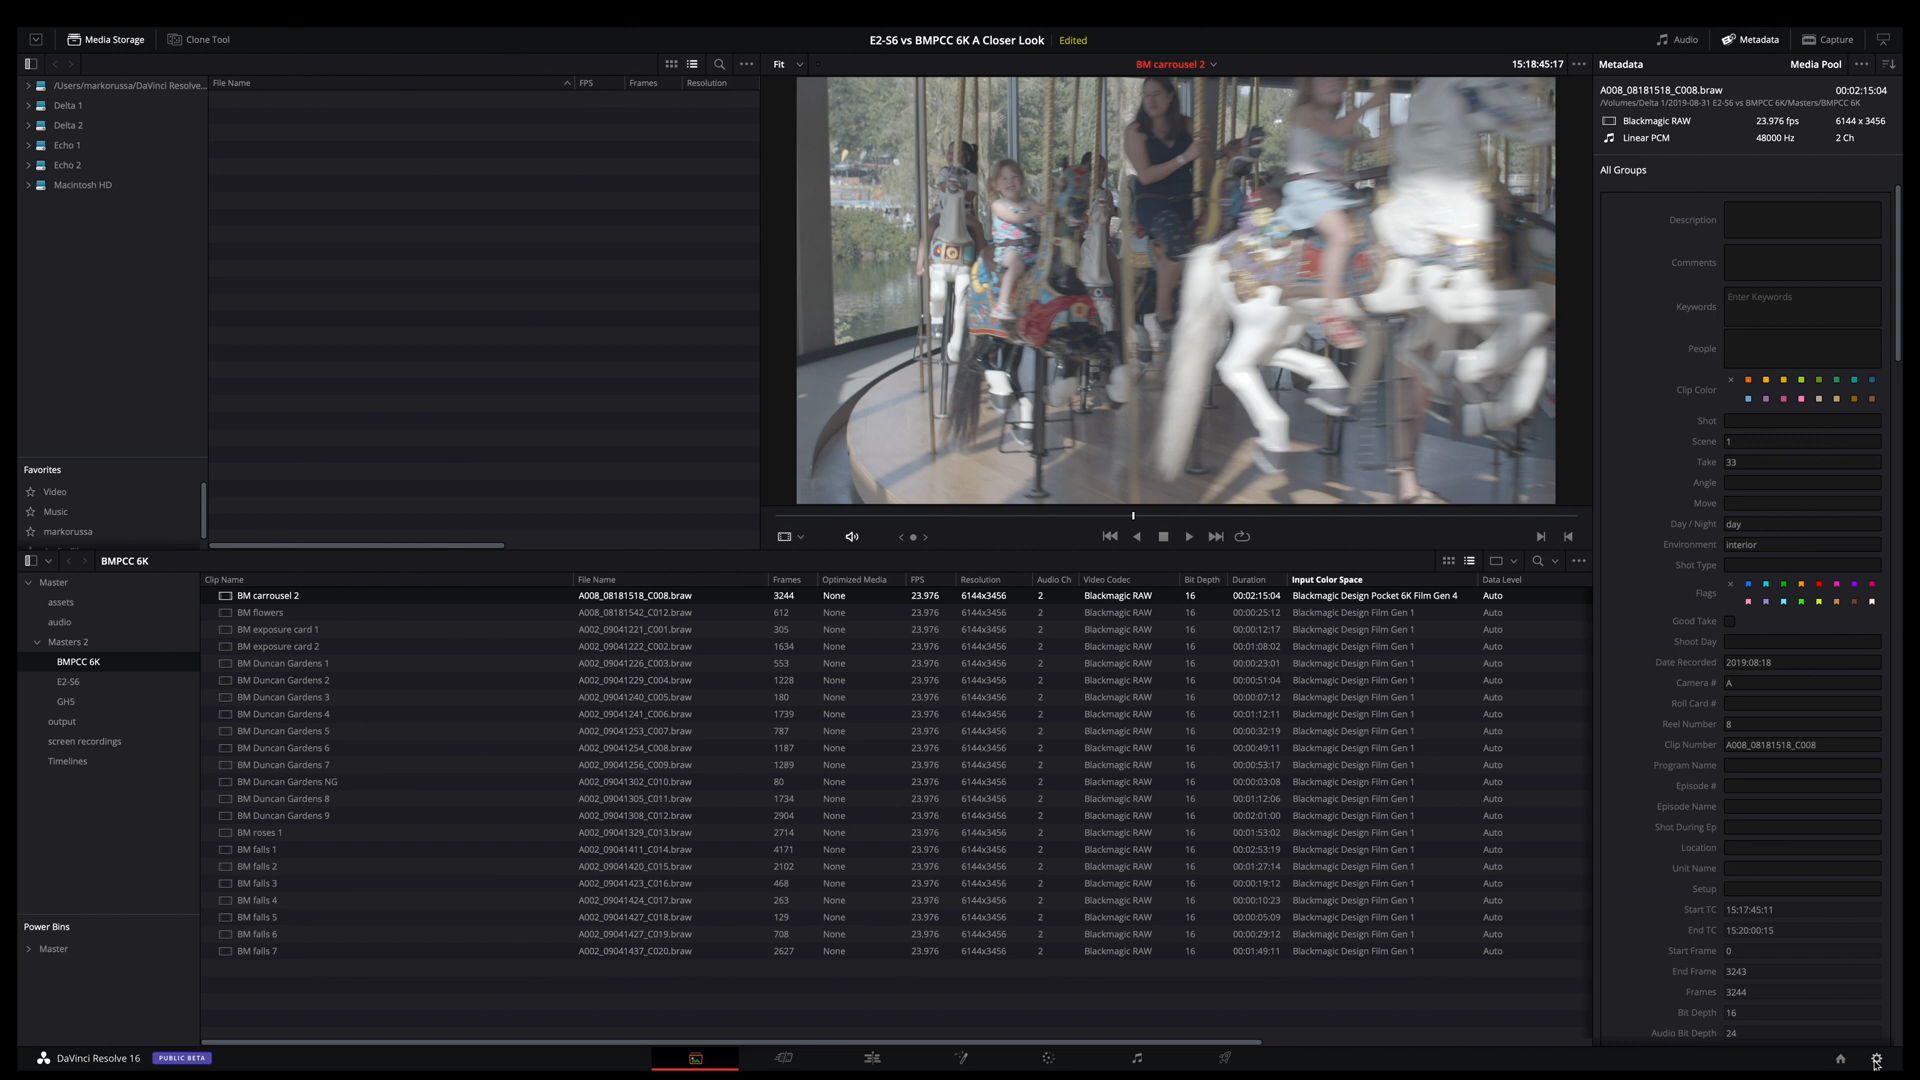 Media Storage
Clone Tool
E2-S6 vs BMPCC 6K A Closer Look Edited
Audio
Metadata
Capture
File Name FPS Frames Resolution
Fit
BM carrousel 2
15:18:45:17
Metadata
Media Pool
/Users/markorussa/DaVinci Resolve...
Delta 1
Delta 2
Echo 1
Echo 2
Macintosh HD
Favorites
Video
Music
markorussa
A008_08181518_C008.braw 00:02:15:04
/Volumes/Delta 1/2019-08-31 E2-S6 vs BMPCC 6K/Masters/BMPCC 6K
Blackmagic RAW 23.976 fps 6144 x 3456
Linear PCM 48000 Hz 2 Ch
All Groups
Description
Comments
Keywords Enter Keywords
People
Clip Color
Shot
Scene 1
Take 33
Angle
Move
Day / Night day
Environment interior
Shot Type
Flags
Good Take
Shoot Day
Date Recorded 2019:08:18
Camera # A
Roll Card #
Reel Number 8
Clip Number A008_08181518_C008
Program Name
Episode #
Episode Name
Shot During Ep
Location
Unit Name
Setup
Start TC 15:17:45:11
End TC 15:20:00:15
Start Frame 0
End Frame 3243
Frames 3244
Bit Depth 16
Audio Bit Depth 24
BMPCC 6K
Master
assets
audio
Masters 2
BMPCC 6K
E2-S6
GH5
output
screen recordings
Timelines
Power Bins
Master
Clip Name File Name Frames Optimized Media FPS Resolution Audio Ch Video Codec Bit Depth Duration Input Color Space Data Level
BM carrousel 2 A008_08181518_C008.braw 3244 None 23.976 6144x3456 2 Blackmagic RAW 16 00:02:15:04 Blackmagic Design Pocket 6K Film Gen 4 Auto
BM flowers A008_08181542_C012.braw 612 None 23.976 6144x3456 2 Blackmagic RAW 16 00:00:25:12 Blackmagic Design Film Gen 1 Auto
BM exposure card 1 A002_09041221_C001.braw 305 None 23.976 6144x3456 2 Blackmagic RAW 16 00:00:12:17 Blackmagic Design Film Gen 1 Auto
BM exposure card 2 A002_09041222_C002.braw 1634 None 23.976 6144x3456 2 Blackmagic RAW 16 00:01:08:02 Blackmagic Design Film Gen 1 Auto
BM Duncan Gardens 1 A002_09041226_C003.braw 553 None 23.976 6144x3456 2 Blackmagic RAW 16 00:00:23:01 Blackmagic Design Film Gen 1 Auto
BM Duncan Gardens 2 A002_09041229_C004.braw 1228 None 23.976 6144x3456 2 Blackmagic RAW 16 00:00:51:04 Blackmagic Design Film Gen 1 Auto
BM Duncan Gardens 3 A002_09041240_C005.braw 180 None 23.976 6144x3456 2 Blackmagic RAW 16 00:00:07:12 Blackmagic Design Film Gen 1 Auto
BM Duncan Gardens 4 A002_09041241_C006.braw 1739 None 23.976 6144x3456 2 Blackmagic RAW 16 00:01:12:11 Blackmagic Design Film Gen 1 Auto
BM Duncan Gardens 5 A002_09041253_C007.braw 787 None 23.976 6144x3456 2 Blackmagic RAW 16 00:00:32:19 Blackmagic Design Film Gen 1 Auto
BM Duncan Gardens 6 A002_09041254_C008.braw 1187 None 23.976 6144x3456 2 Blackmagic RAW 16 00:00:49:11 Blackmagic Design Film Gen 1 Auto
BM Duncan Gardens 7 A002_09041256_C009.braw 1289 None 23.976 6144x3456 2 Blackmagic RAW 16 00:00:53:17 Blackmagic Design Film Gen 1 Auto
BM Duncan Gardens NG A002_09041302_C010.braw 80 None 23.976 6144x3456 2 Blackmagic RAW 16 00:00:03:08 Blackmagic Design Film Gen 1 Auto
BM Duncan Gardens 8 A002_09041305_C011.braw 1734 None 23.976 6144x3456 2 Blackmagic RAW 16 00:01:12:06 Blackmagic Design Film Gen 1 Auto
BM Duncan Gardens 9 A002_09041308_C012.braw 2904 None 23.976 6144x3456 2 Blackmagic RAW 16 00:02:01:00 Blackmagic Design Film Gen 1 Auto
BM roses 1 A002_09041329_C013.braw 2714 None 23.976 6144x3456 2 Blackmagic RAW 16 00:01:53:02 Blackmagic Design Film Gen 1 Auto
BM falls 1 A002_09041411_C014.braw 4171 None 23.976 6144x3456 2 Blackmagic RAW 16 00:02:53:19 Blackmagic Design Film Gen 1 Auto
BM falls 2 A002_09041420_C015.braw 2102 None 23.976 6144x3456 2 Blackmagic RAW 16 00:01:27:14 Blackmagic Design Film Gen 1 Auto
BM falls 3 A002_09041423_C016.braw 468 None 23.976 6144x3456 2 Blackmagic RAW 16 00:00:19:12 Blackmagic Design Film Gen 1 Auto
BM falls 4 A002_09041424_C017.braw 263 None 23.976 6144x3456 2 Blackmagic RAW 16 00:00:10:23 Blackmagic Design Film Gen 1 Auto
BM falls 5 A002_09041427_C018.braw 129 None 23.976 6144x3456 2 Blackmagic RAW 16 00:00:05:09 Blackmagic Design Film Gen 1 Auto
BM falls 6 A002_09041427_C019.braw 708 None 23.976 6144x3456 2 Blackmagic RAW 16 00:00:29:12 Blackmagic Design Film Gen 1 Auto
BM falls 7 A002_09041437_C020.braw 2627 None 23.976 6144x3456 2 Blackmagic RAW 16 00:01:49:11 Blackmagic Design Film Gen 1 Auto
DaVinci Resolve 16 PUBLIC BETA